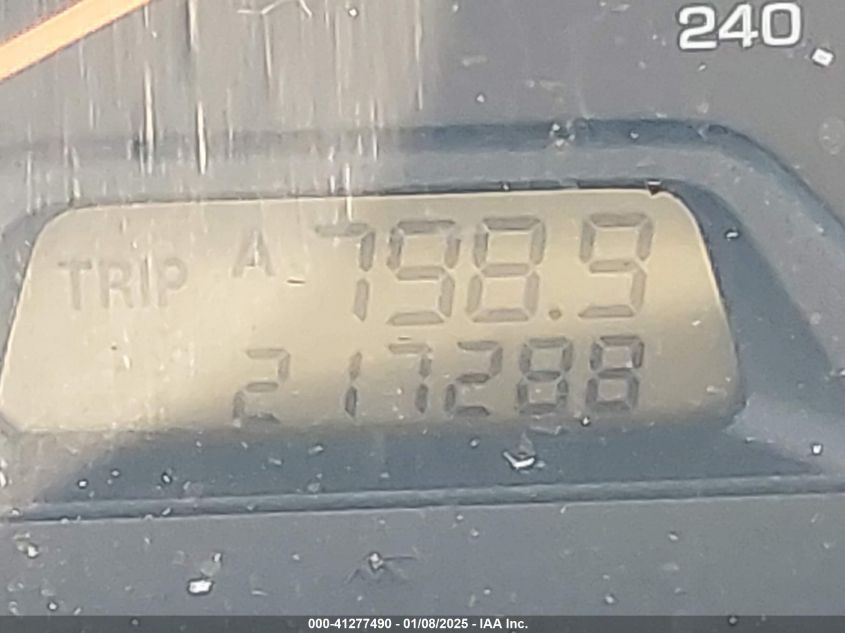 240
TRIP A 798.9
217288
000-41277490 - 01/08/2025 - IAA Inc.